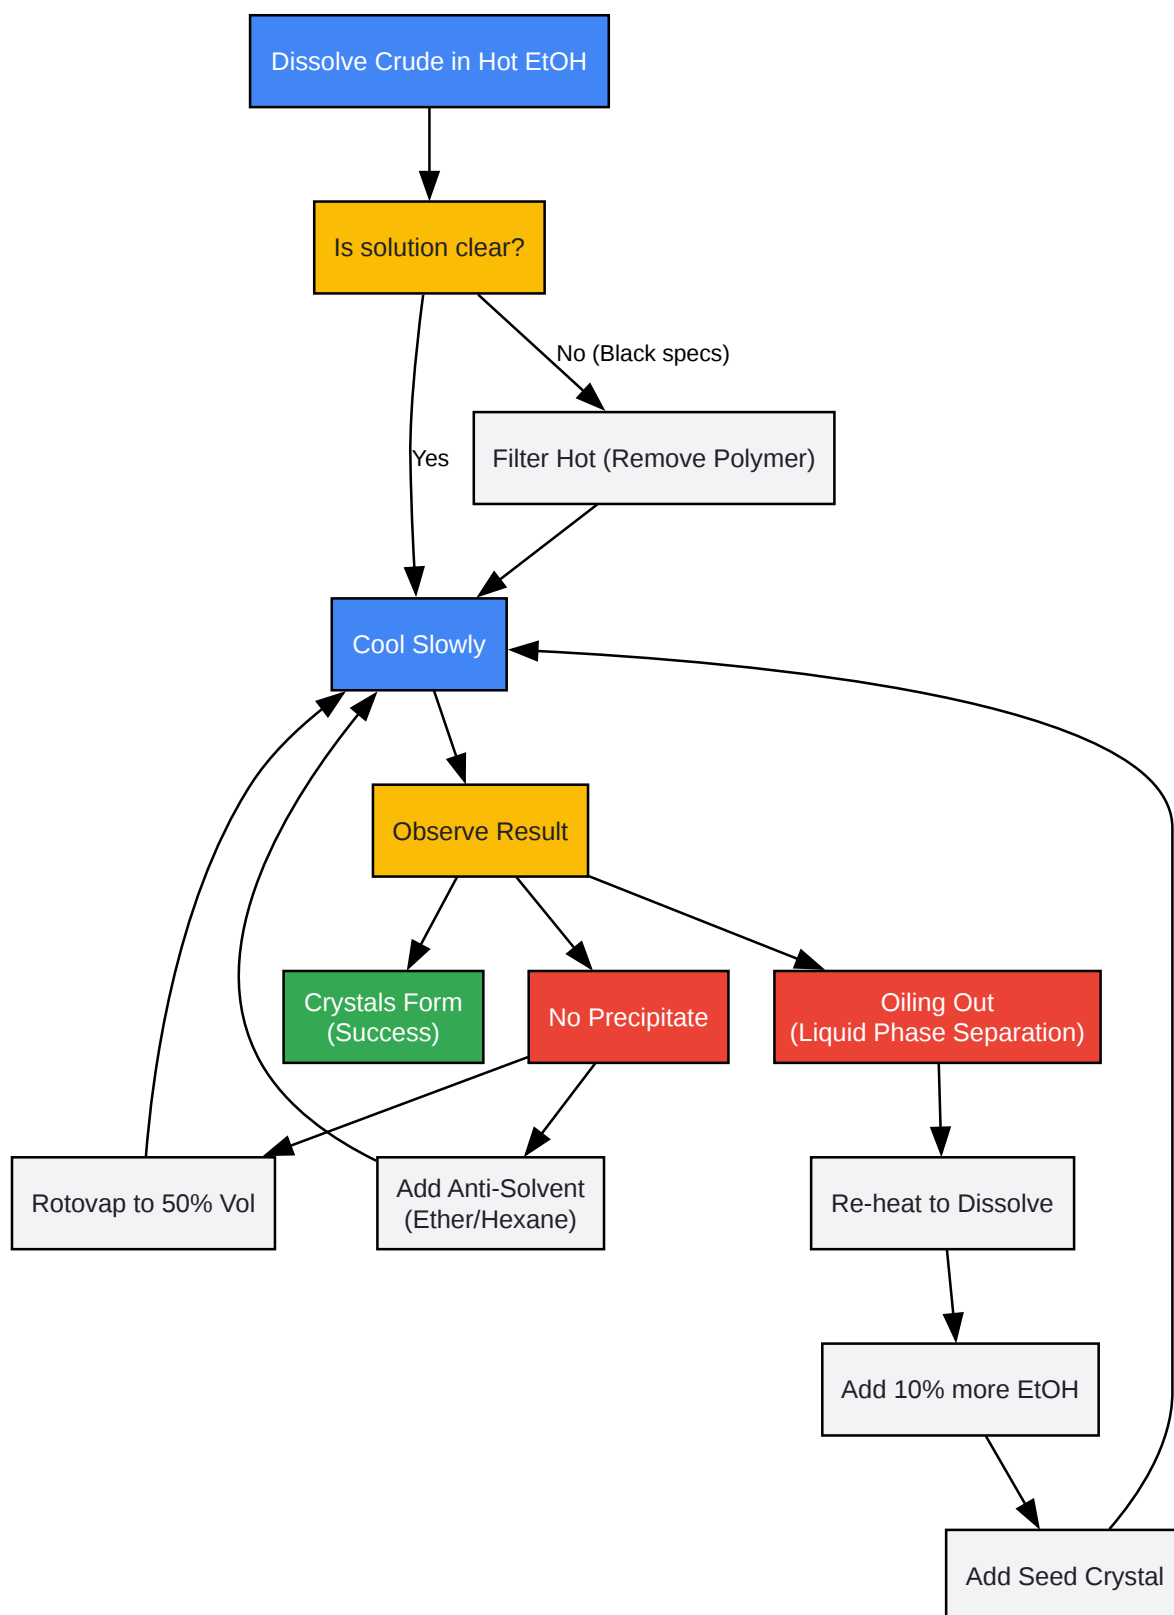 Dissolve Crude in Hot EtOH
Is solution clear?
No (Black specs)
Yes
Filter Hot (Remove Polymer)
Cool Slowly
Observe Result
Crystals Form
(Success)
No Precipitate
Oiling Out
(Liquid Phase Separation)
Rotovap to 50% Vol
Add Anti-Solvent
(Ether/Hexane)
Re-heat to Dissolve
Add 10% more EtOH
Add Seed Crystal